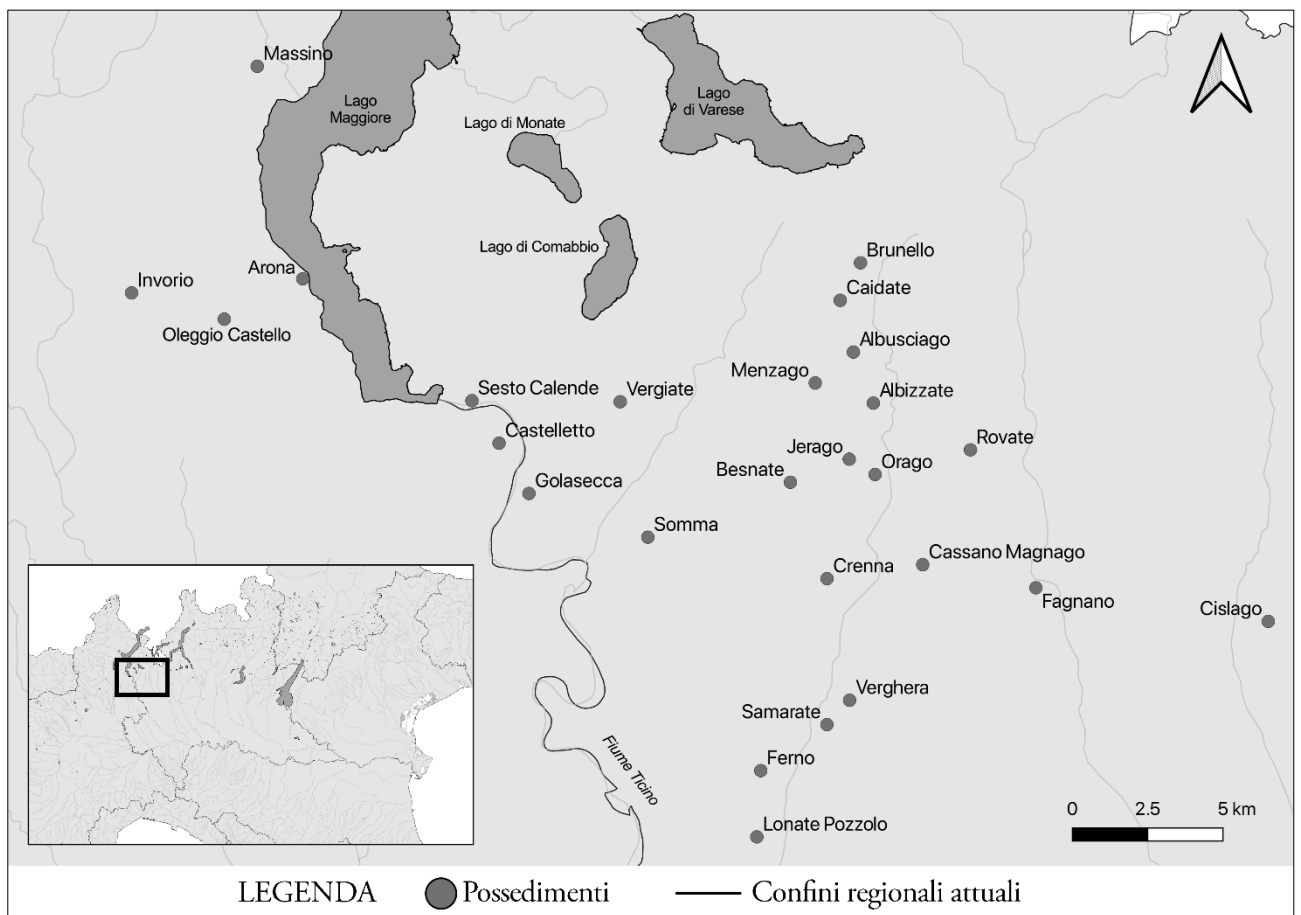 Massino
Lago
Maggiore
Lago
di Varese
Lago di Monate
Lago di Comabbio
Brunello
Arona
Invorio
Caidate
Oleggio Castello
Albusciago
Menzago
Sesto Calende
Vergiate
Albizzate
Castelletto
Rovate
Jerago
Orago
Besnate
Golasecca
Somma
Cassano Magnago
Crenna
Fagnano
Cislago
Verghera
Samarate
Fiume Ticino
Ferno
0 2.5 5 km
Lonate Pozzolo
LEGENDA Possedimenti Confini regionali attuali